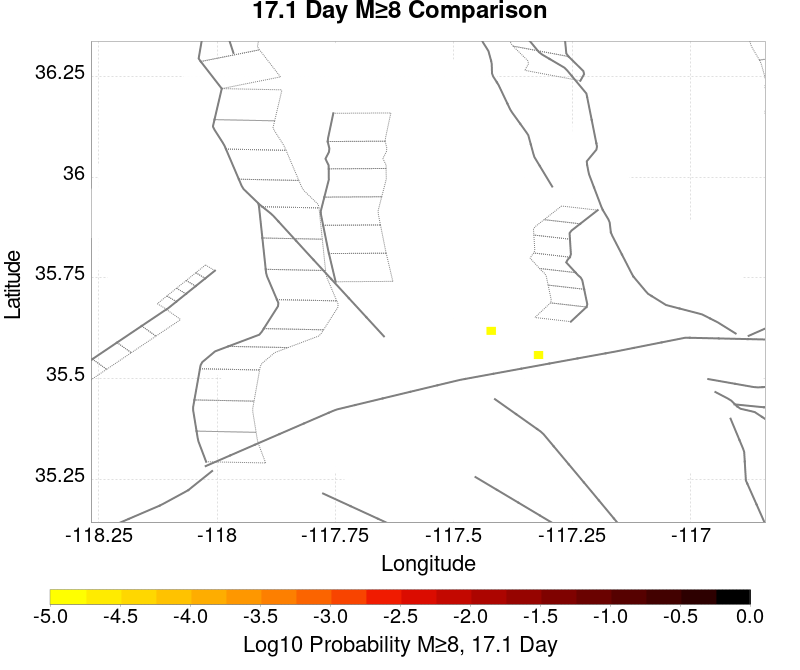 17.1 Day M≥8 Comparison
36.25
36
35.75
35.5
35.25
Latitude
-118.25 -118 -117.75 -117.5 -117.25 -117
Longitude
-5.0 -4.5 -4.0 -3.5 -3.0 -2.5 -2.0 -1.5 -1.0 -0.5 0.0
Log10 Probability M≥8, 17.1 Day